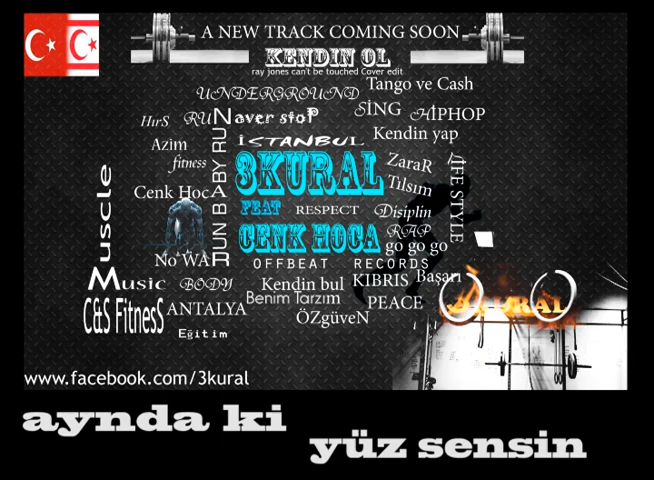 A NEW TRACK COMING SOON
KENDIN OL
ray jones can't be touched Cover edit
Tango ve Cash
UNDERGROUND
SİNG HİPHOP
HırS RUN Naver stop
Kendin yap
Azim
İSTANBUL
fitness
ZaraR
RUN BABY RUN
3KURAL
LİFE STYLE
Cenk Hoca
Tılsım
FEAT RESPECT Disiplin
RAP
CENK HOCA go go go
Muscle
No WAR
OFFBEAT RECORDS
Music BODY Kendin bul KIBRIS Başarı
Benim Tarzım PEACE
C&S FitnesS ANTALYA
ÖZgüveN
3KURAL
Eğitim
www.facebook.com/3kural
aynda ki
yüz sensin